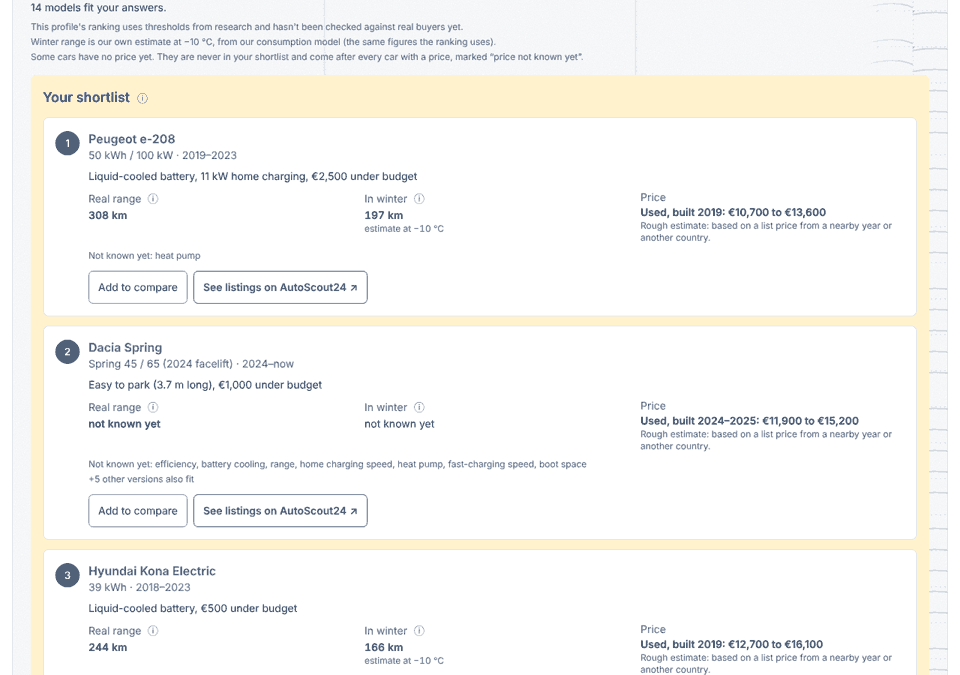 14 models fit your answers.
This profile's ranking uses thresholds from research and hasn't been checked against real buyers yet.
Winter range is our own estimate at −10 °C, from our consumption model (the same figures the ranking uses).
Some cars have no price yet. They are never in your shortlist and come after every car with a price, marked “price not known yet”.
Your shortlist ⓘ
1
Peugeot e-208
50 kWh / 100 kW · 2019–2023
Liquid-cooled battery, 11 kW home charging, €2,500 under budget
Real range ⓘ
308 km
In winter ⓘ
197 km
estimate at −10 °C
Price
Used, built 2019: €10,700 to €13,600
Rough estimate: based on a list price from a nearby year or
another country.
Not known yet: heat pump
Add to compare
See listings on AutoScout24 ↗
2
Dacia Spring
Spring 45 / 65 (2024 facelift) · 2024–now
Easy to park (3.7 m long), €1,000 under budget
Real range ⓘ
not known yet
In winter ⓘ
not known yet
Price
Used, built 2024–2025: €11,900 to €15,200
Rough estimate: based on a list price from a nearby year or
another country.
Not known yet: efficiency, battery cooling, range, home charging speed, heat pump, fast-charging speed, boot space
+5 other versions also fit
Add to compare
See listings on AutoScout24 ↗
3
Hyundai Kona Electric
39 kWh · 2018–2023
Liquid-cooled battery, €500 under budget
Real range ⓘ
244 km
In winter ⓘ
166 km
estimate at −10 °C
Price
Used, built 2019: €12,700 to €16,100
Rough estimate: based on a list price from a nearby year or
another country.